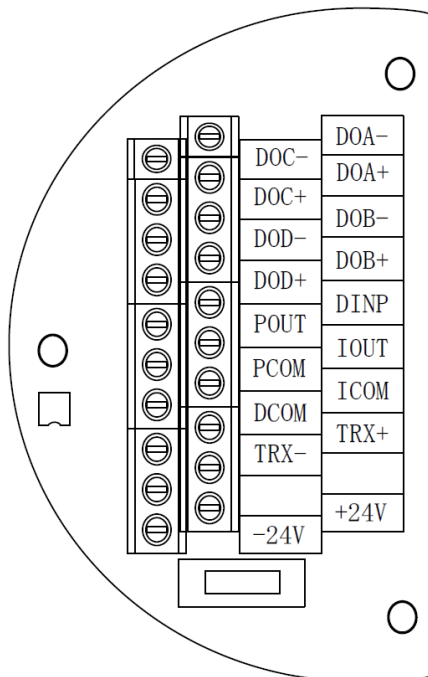 DOA-
DOC-
DOA+
DOC+
DOB-
DOD-
DOB+
DOD+
DINP
POUT
IOUT
PCOM
ICOM
DCOM
TRX+
TRX-
+24V
-24V